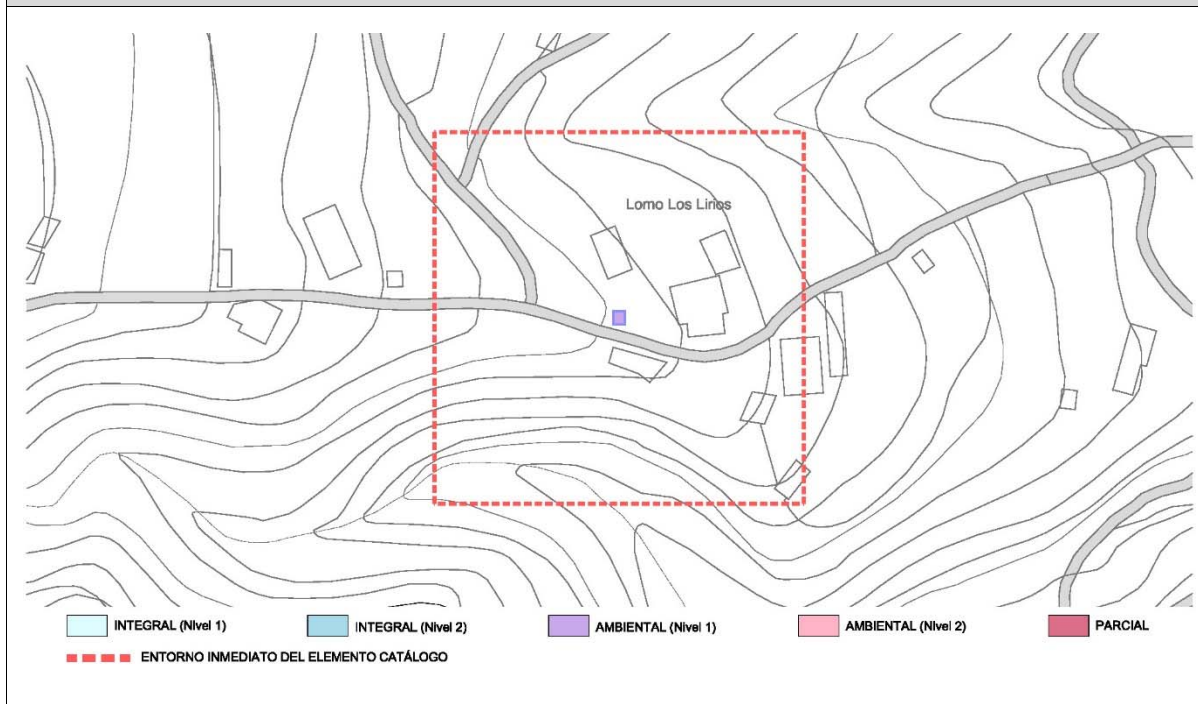 Lomo Los Lirios
INTEGRAL (Nivel 1) INTEGRAL (Nivel 2) AMBIENTAL (Nivel 1) AMBIENTAL (Nivel 2) PARCIAL
ENTORNO INMEDIATO DEL ELEMENTO CATÁLOGO